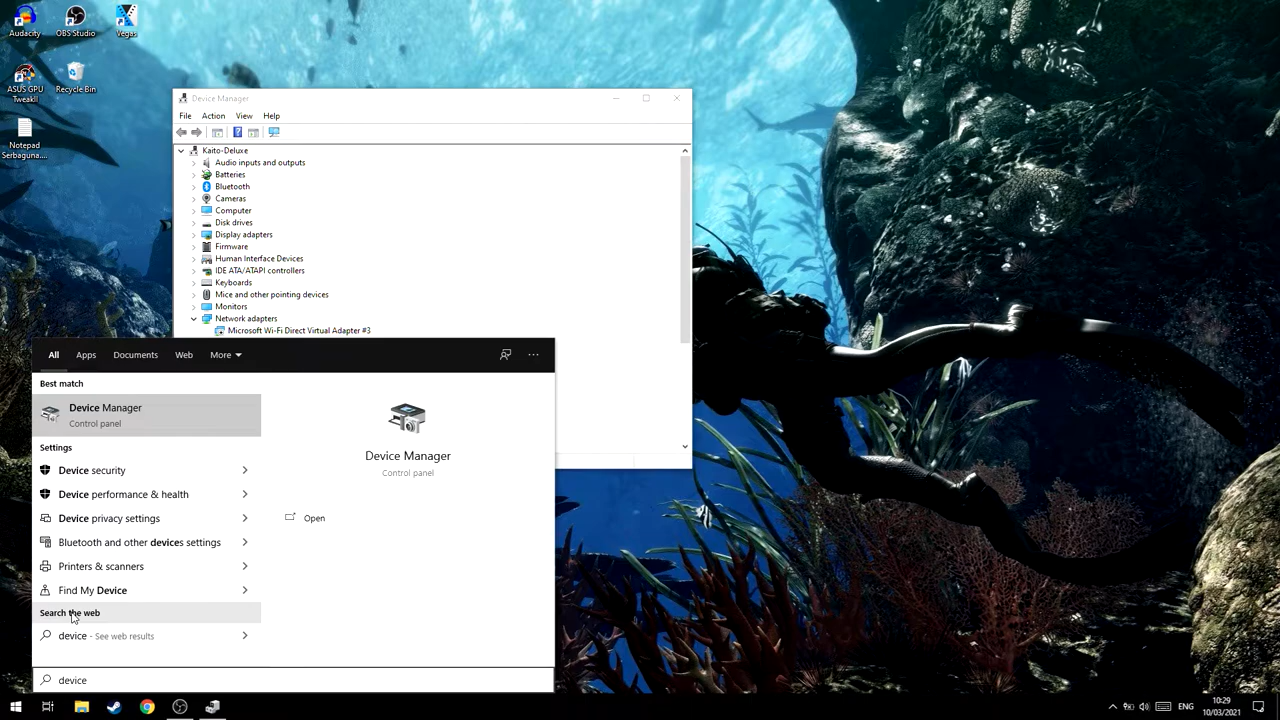 Audacity
OBS Studio
Vegas
ASUS GPU
TweakII
Recycle Bin
Notepad
Serbaguna....
Device Manager
File
Action
View
Help
Kaito-Deluxe
Audio inputs and outputs
Batteries
Bluetooth
Cameras
Computer
Disk drives
Display adapters
Firmware
Human Interface Devices
IDE ATA/ATAPI controllers
Keyboards
Mice and other pointing devices
Monitors
Network adapters
Microsoft Wi-Fi Direct Virtual Adapter #3
All
Apps
Documents
Web
More
Best match
Device Manager
Control panel
Settings
Device security
Device performance & health
Device privacy settings
Bluetooth and other devices settings
Printers & scanners
Find My Device
Search the web
device - See web results
Device Manager
Control panel
Open
device
ENG
10:29
10/03/2021